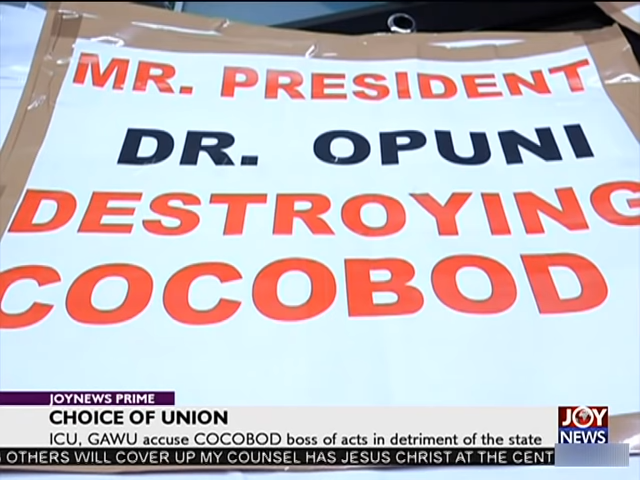 MR. PRESIDENT
DR. OPUNI
DESTROYING
COCOBOD
JOYNEWS PRIME
CHOICE OF UNION
ICU, GAWU accuse COCOBOD boss of acts in detriment of the state
JOY
NEWS
OTHERS WILL COVER UP MY COUNSEL HAS JESUS CHRIST AT THE CENT